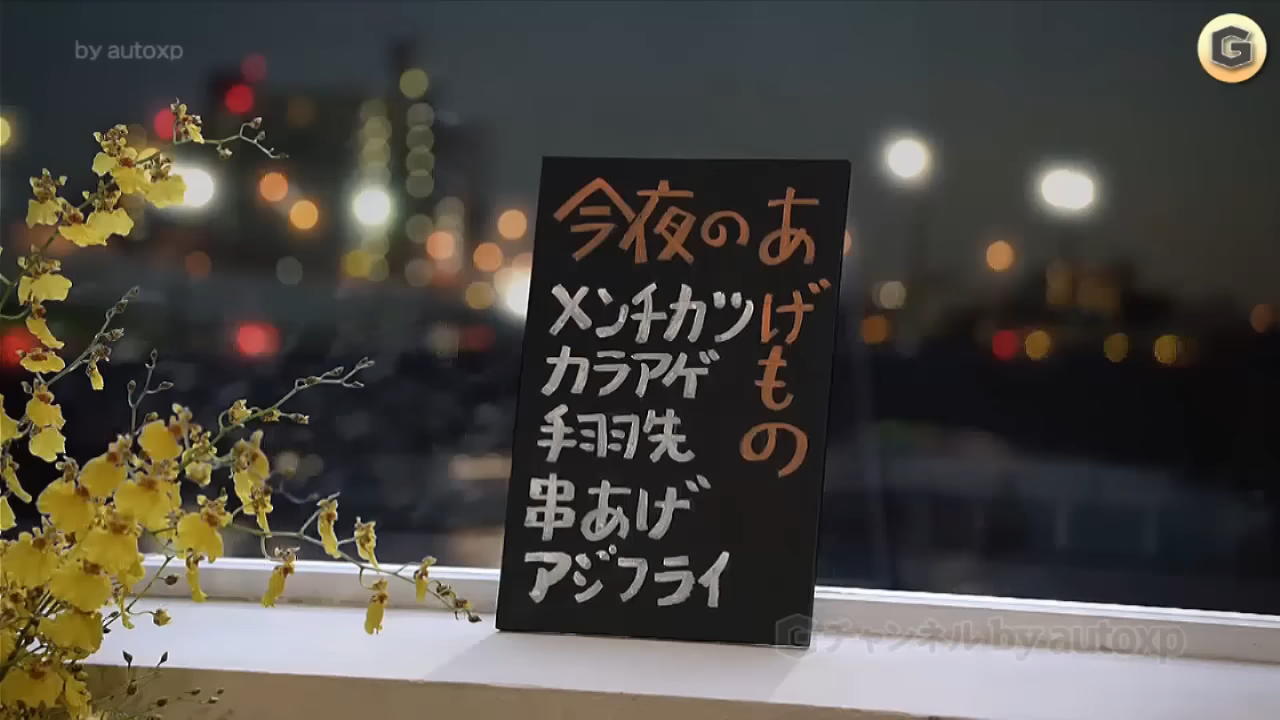 by autoxp
G
今夜のあげもの
メンチカツ
カラアゲ
手羽先
串あげ
アジフライ
Gチャンネル by autoxp